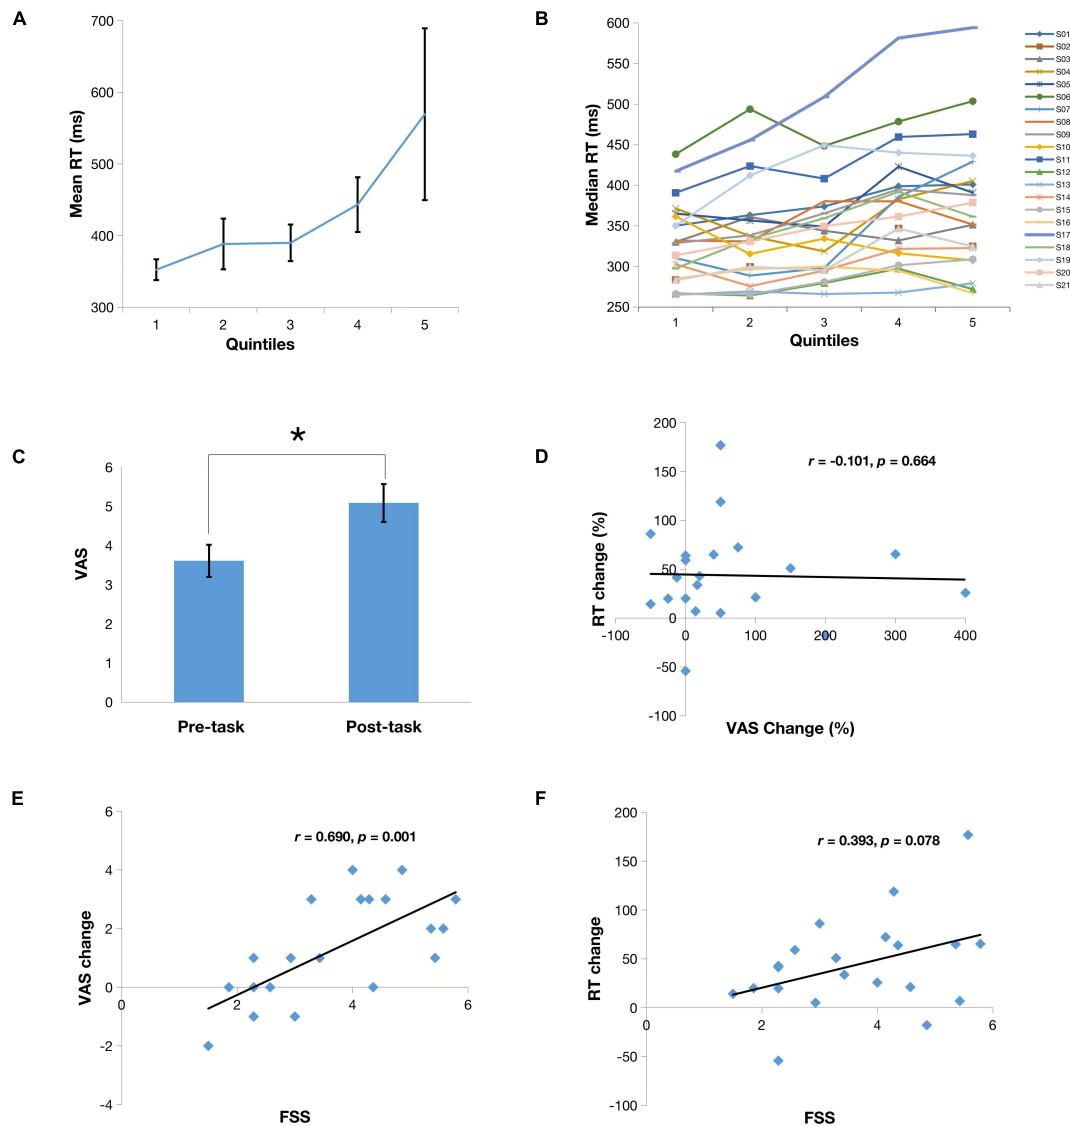 A
700
600
500
400
300
Mean RT (ms)
1 2 3 4 5
Quintiles
B
600
550
500
450
400
350
300
250
Median RT (ms)
1 2 3 4 5
Quintiles
S01
S02
S03
S04
S05
S06
S07
S08
S09
S10
S11
S12
S13
S14
S15
S16
S17
S18
S19
S20
S21
C
*
6
5
4
3
2
1
0
VAS
Pre-task Post-task
D
r = -0.101, p = 0.664
200
150
100
50
0
-50
-100
RT change (%)
-100 0 100 200 300 400
VAS Change (%)
E
r = 0.690, p = 0.001
6
4
2
0
-2
-4
VAS change
0 2 4 6
FSS
F
r = 0.393, p = 0.078
200
150
100
50
0
-50
-100
RT change
0 2 4 6
FSS